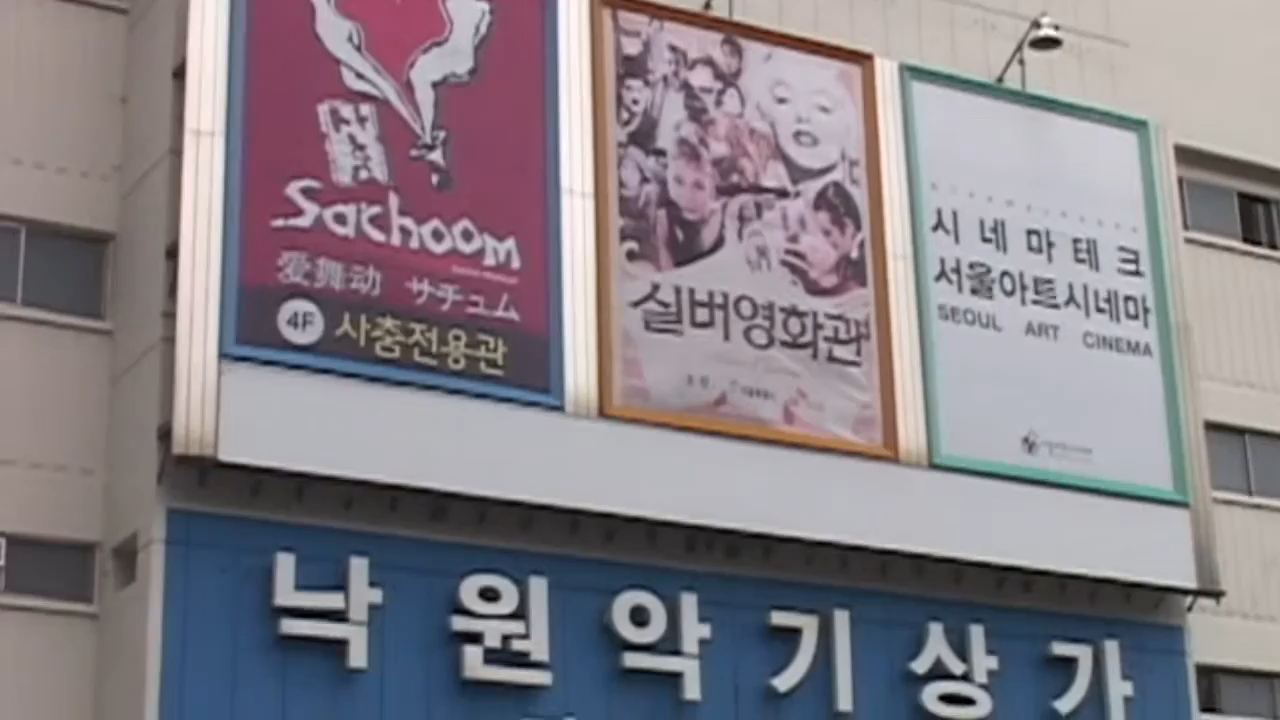 Sachoom
爱舞动 サチュム
4F 사춤전용관
실버영화관
시네마테크
서울아트시네마
SEOUL ART CINEMA
낙원악기상가